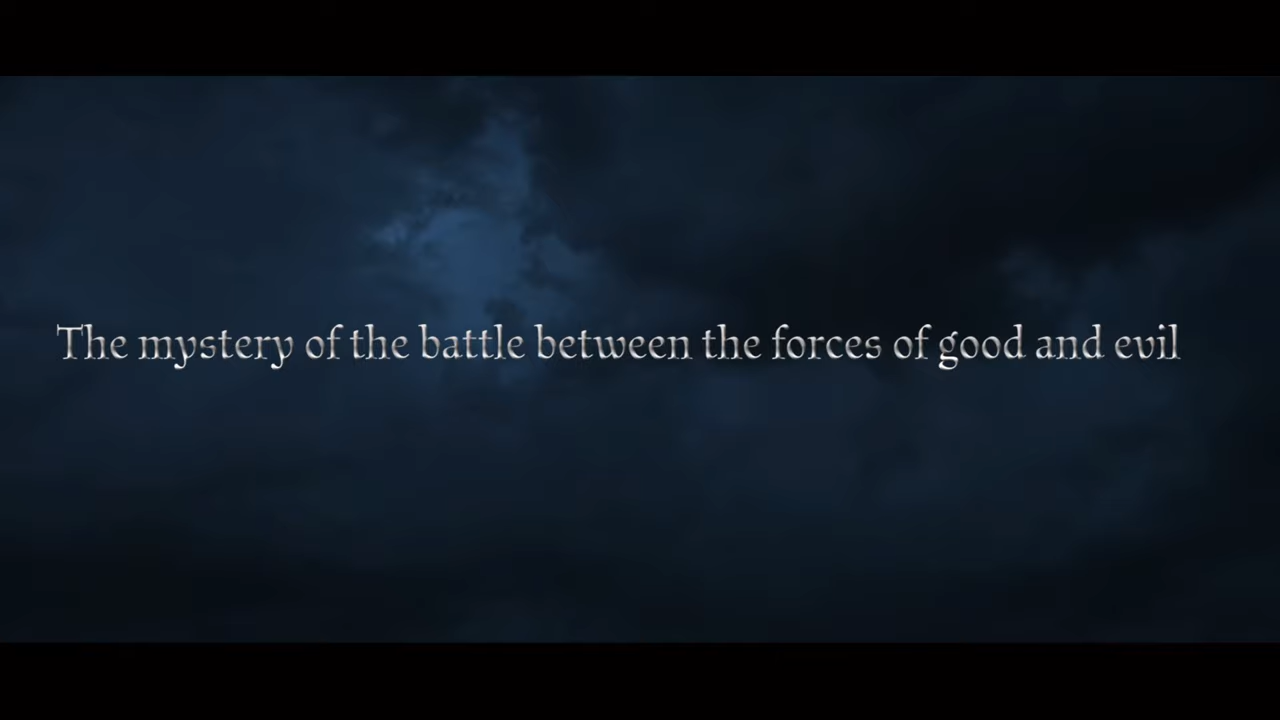 The mystery of the battle between the forces of good and evil